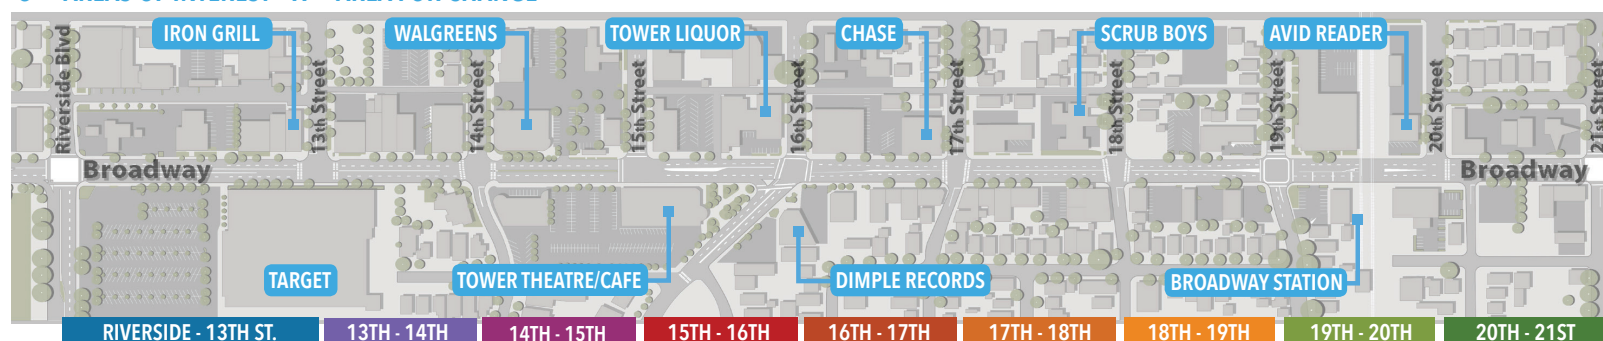 IRON GRILL
WALGREENS
TOWER LIQUOR
CHASE
SCRUB BOYS
AVID READER
Riverside Blvd
13th Street
14th Street
15th Street
16th Street
17th Street
18th Street
19th Street
20th Street
21st Street
Broadway
Broadway
TARGET
TOWER THEATRE/CAFE
DIMPLE RECORDS
BROADWAY STATION
RIVERSIDE - 13TH ST.
13TH - 14TH
14TH - 15TH
15TH - 16TH
16TH - 17TH
17TH - 18TH
18TH - 19TH
19TH - 20TH
20TH - 21ST